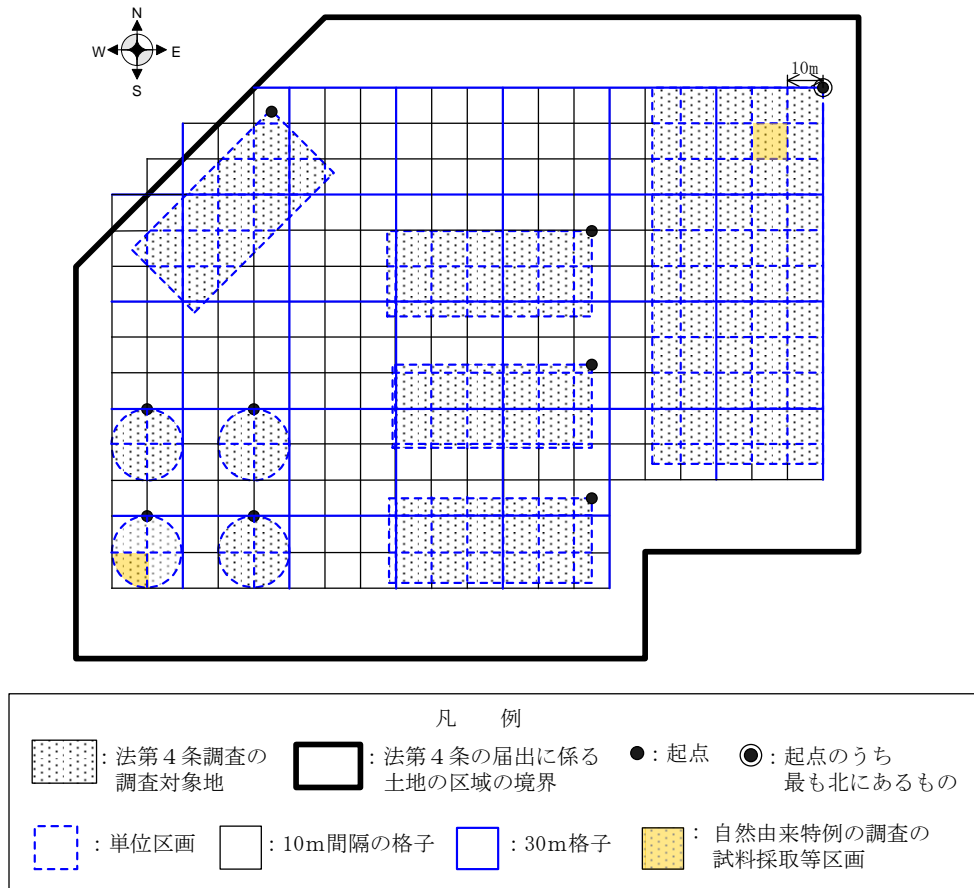 N
W E
S
10m
凡 例
:法第4条調査の
調査対象地
:法第4条の届出に係る
土地の区域の境界
:起点
:起点のうち
最も北にあるもの
:単位区画
:10m間隔の格子
:30m格子
:自然由来特例の調査の
試料採取等区画